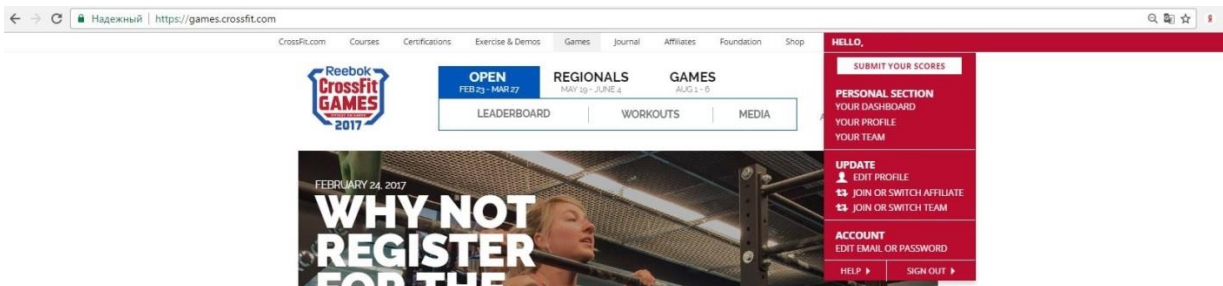 Надежный | https://games.crossfit.com
CrossFit.com Courses Certifications Exercise & Demos Games Journal Affiliates Foundation Shop
HELLO,
SUBMIT YOUR SCORES
PERSONAL SECTION
YOUR DASHBOARD
YOUR PROFILE
YOUR TEAM
UPDATE
EDIT PROFILE
JOIN OR SWITCH AFFILIATE
JOIN OR SWITCH TEAM
ACCOUNT
EDIT EMAIL OR PASSWORD
HELP SIGN OUT
Reebok
CrossFit
GAMES
2017
OPEN REGIONALS GAMES
FEB 23 - MAR 27 MAY 19 - JUNE 4 AUG 1 - 6
LEADERBOARD WORKOUTS MEDIA
FEBRUARY 24, 2017
WHY NOT
REGISTER
FOR THE